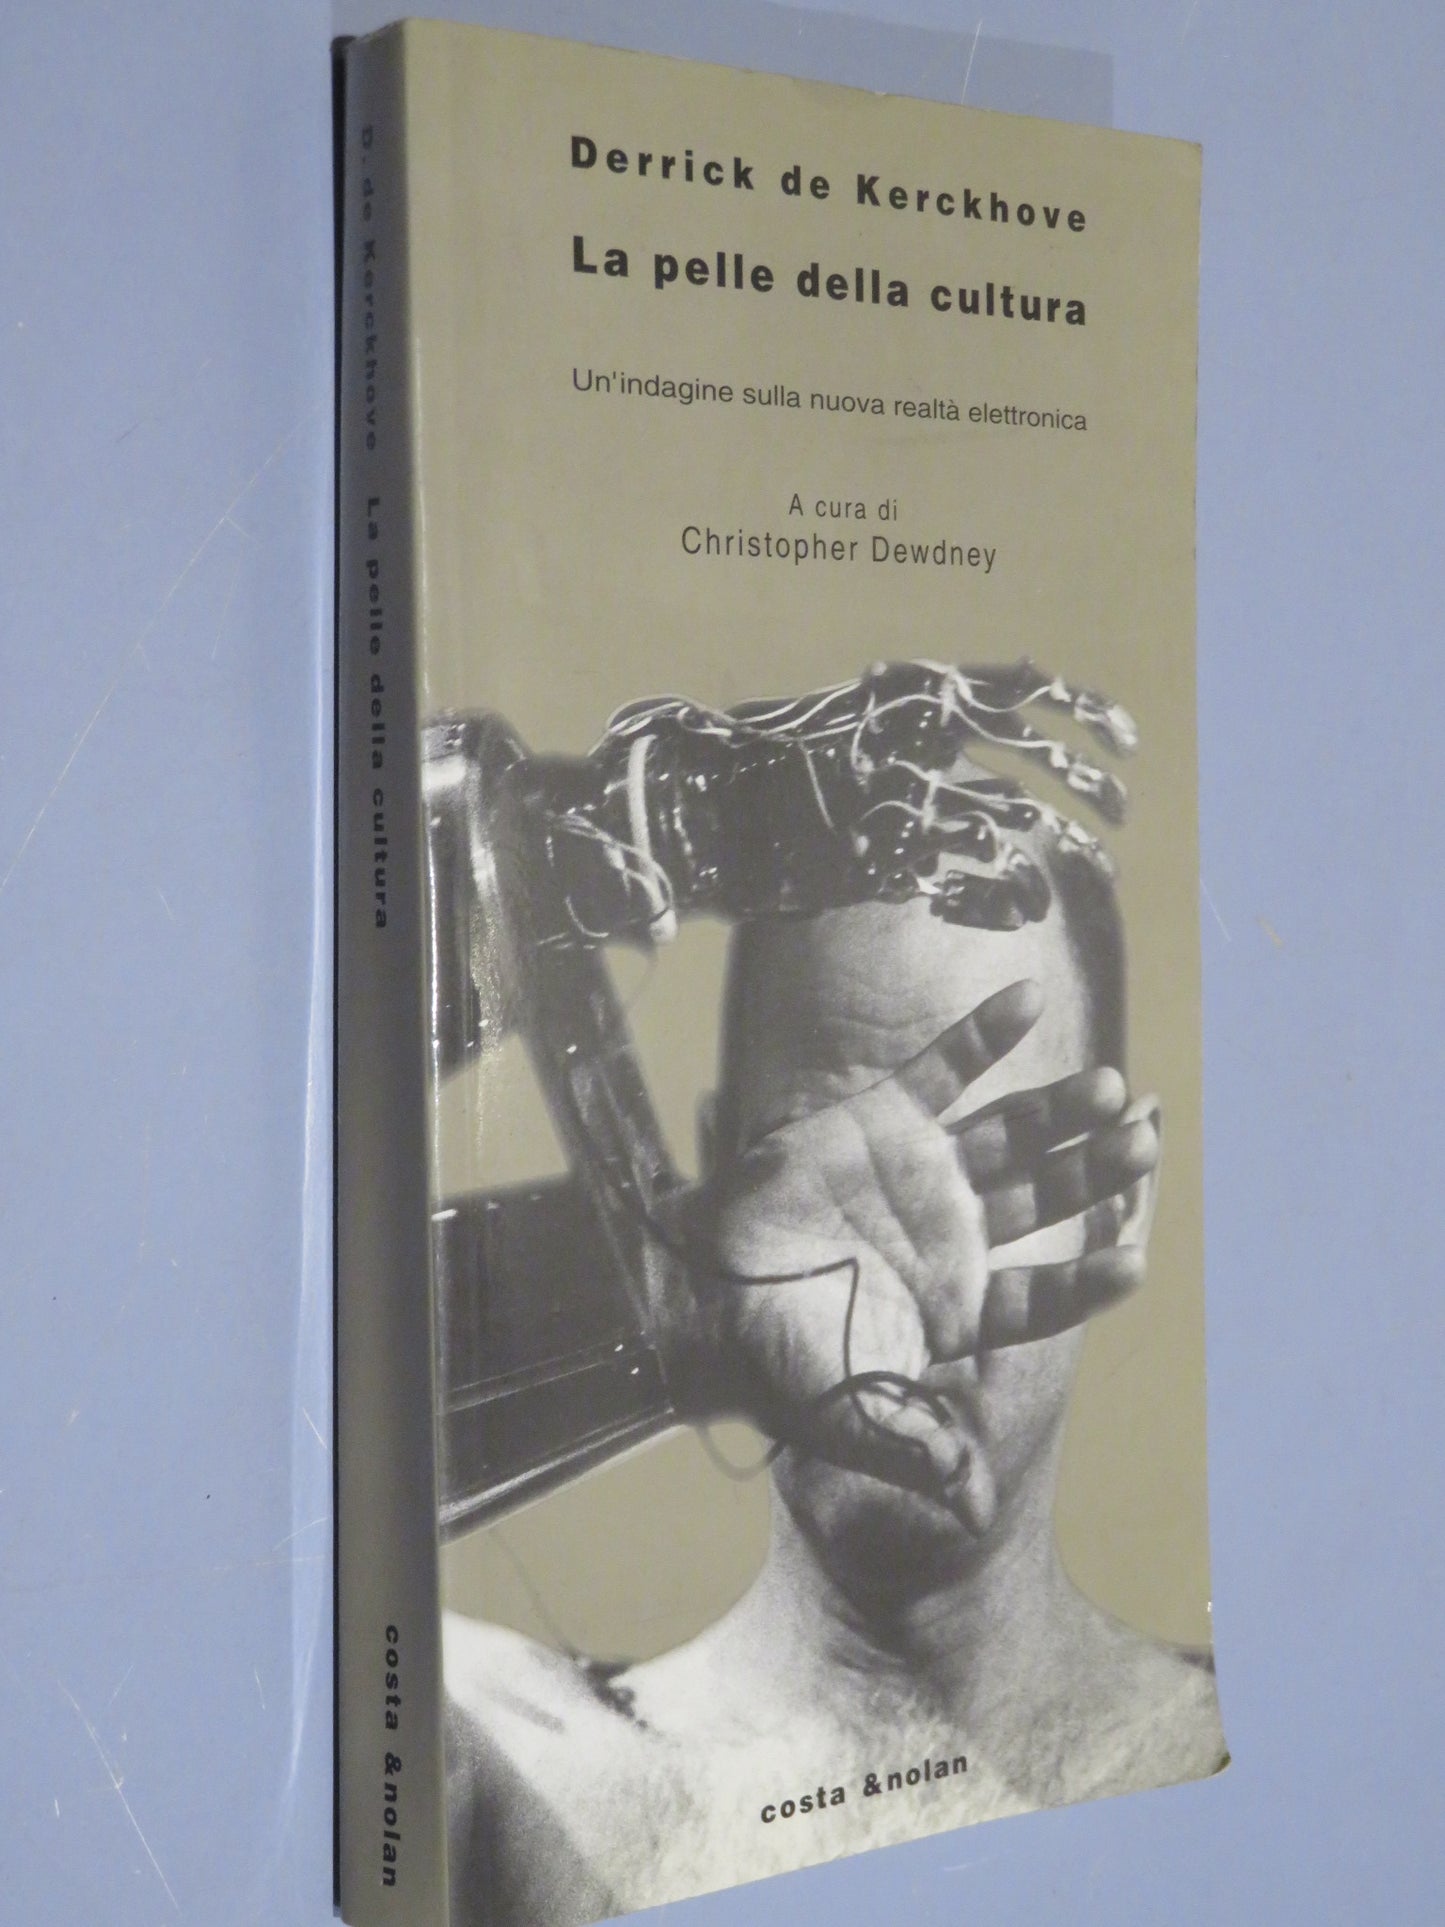 Derrick de Kerckhove
La pelle della cultura
Un'indagine sulla nuova realtà elettronica
A cura di
Christopher Dewdney
costa &nolan
D. de Kerckhove La pelle della cultura costa &nolan